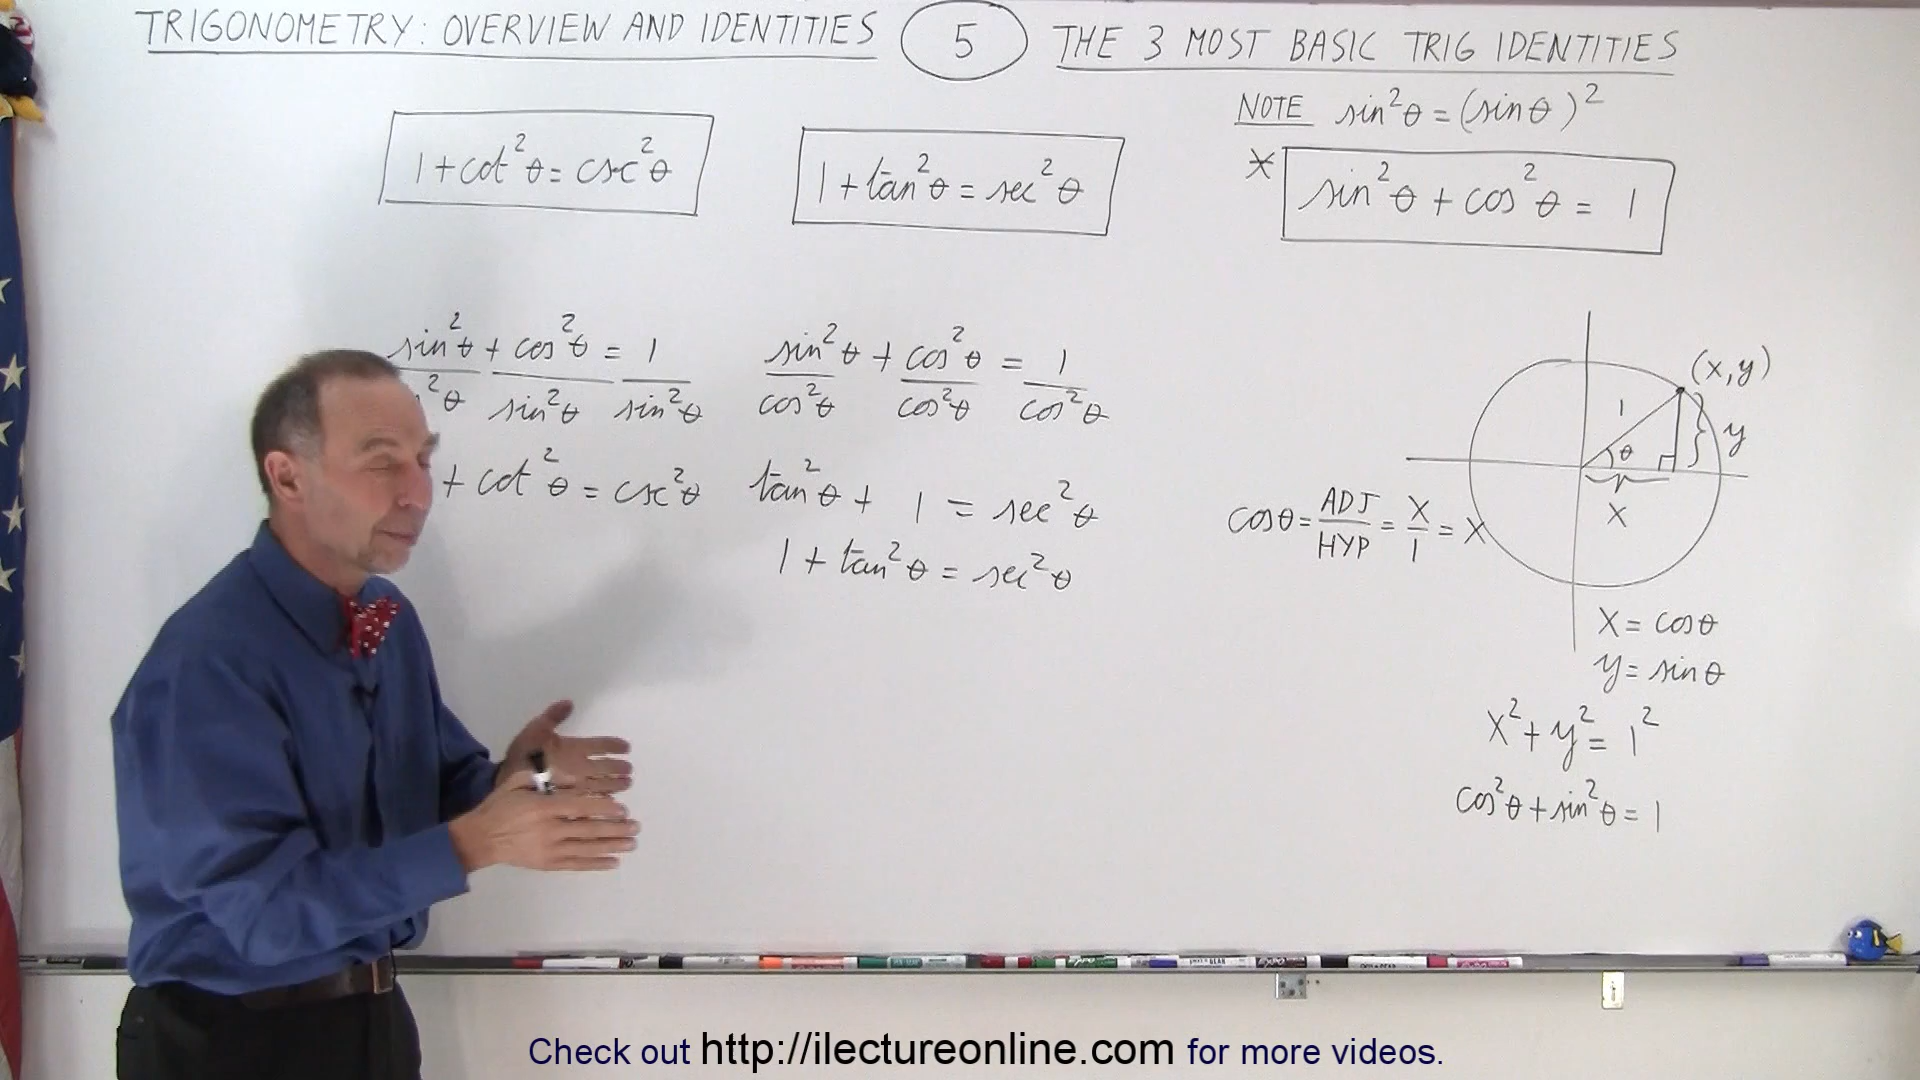 TRIGONOMETRY: OVERVIEW AND IDENTITIES 5 THE 3 MOST BASIC TRIG IDENTITIES
NOTE sin²θ = (sinθ)²
1 + cot²θ = csc²θ
1 + tan²θ = sec²θ
* sin²θ + cos²θ = 1
sin²θ + cos²θ = 1
²θ sin²θ sin²θ
+ cot²θ = csc²θ
sin²θ + cos²θ = 1
cos²θ cos²θ cos²θ
tan²θ + 1 = sec²θ
1 + tan²θ = sec²θ
(x,y)
1
θ
y
x
cosθ = ADJ/HYP = x/1 = x
x = cosθ
y = sinθ
x² + y² = 1²
cos²θ + sin²θ = 1
Check out http://ilectureonline.com for more videos.